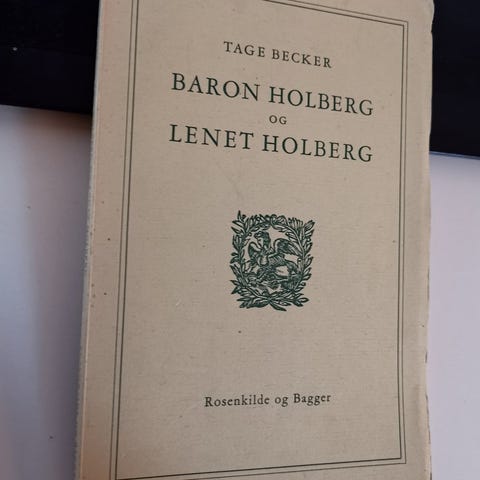 TAGE BECKER
BARON HOLBERG
OG
LENET HOLBERG
Rosenkilde og Bagger